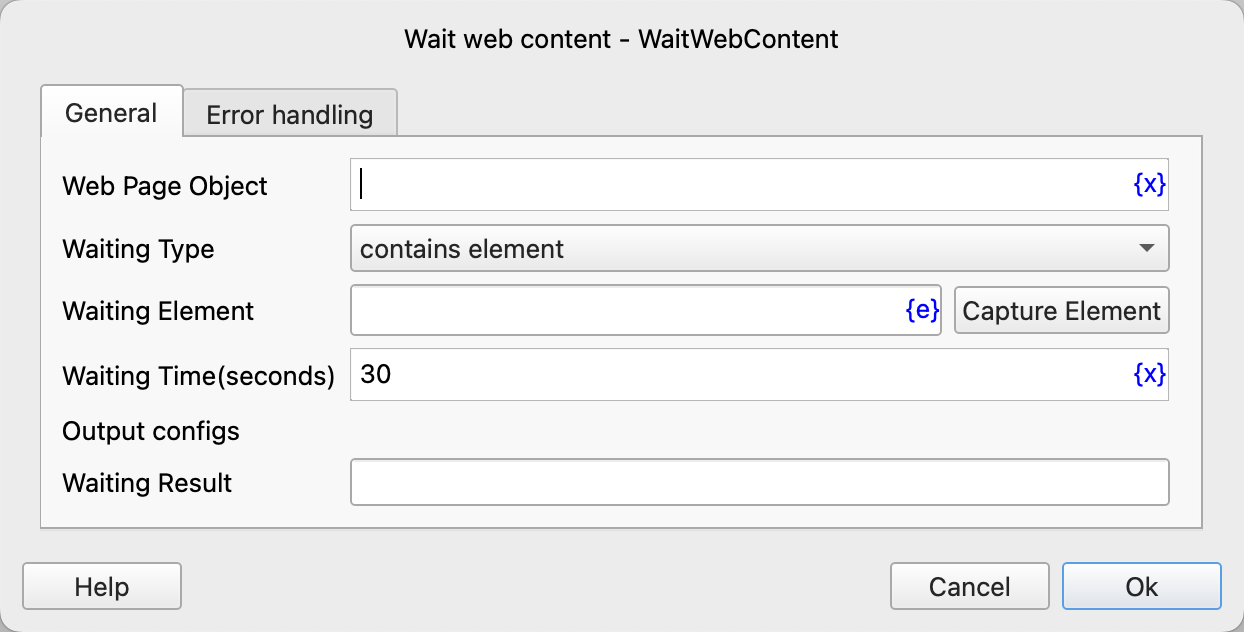 Wait web content - WaitWebContent
General
Error handling
Web Page Object
{x}
Waiting Type
contains element
Waiting Element
{e}
Capture Element
Waiting Time(seconds)
30
{x}
Output configs
Waiting Result
Help
Cancel
Ok